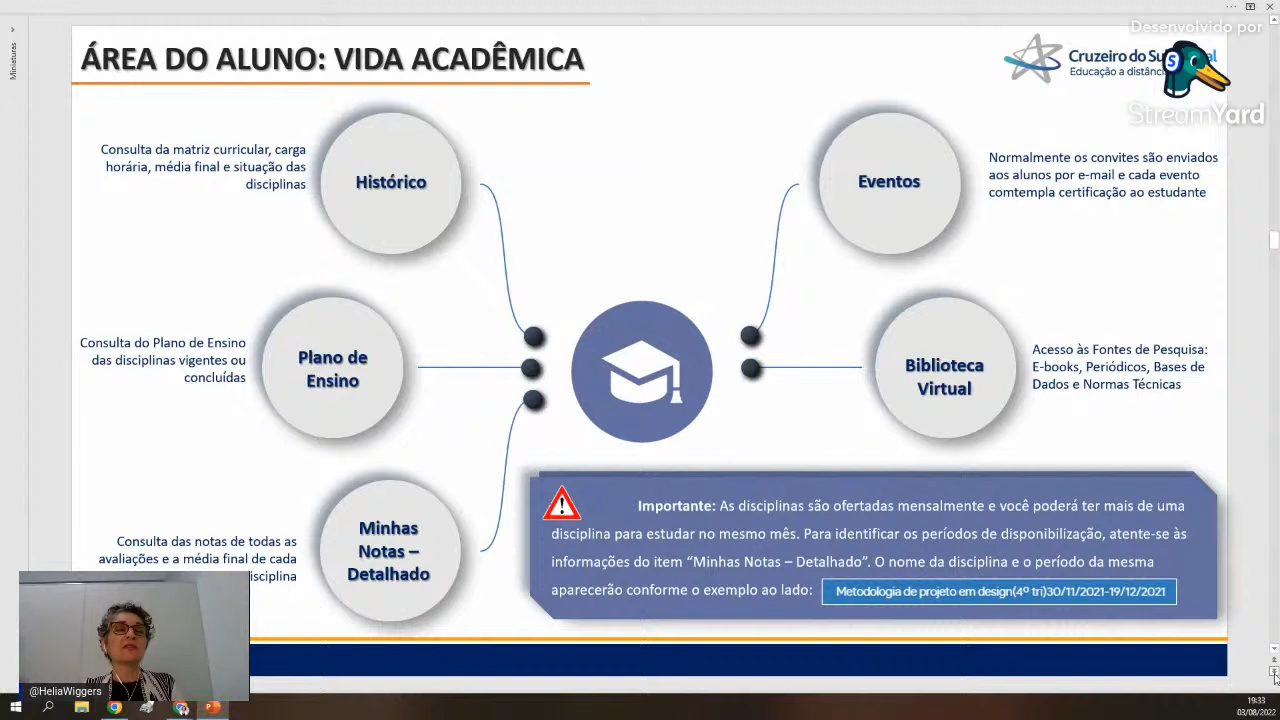 Miniaturas
Desenvolvido por
ÁREA DO ALUNO: VIDA ACADÊMICA
Cruzeiro do Su
al
Educação a distânc
StreamYard
Consulta da matriz curricular, carga
horária, média final e situação das
disciplinas
Histórico
Eventos
Normalmente os convites são enviados
aos alunos por e-mail e cada evento
comtempla certificação ao estudante
Consulta do Plano de Ensino
das disciplinas vigentes ou
concluídas
Plano de
Ensino
Biblioteca
Virtual
Acesso às Fontes de Pesquisa:
E-books, Periódicos, Bases de
Dados e Normas Técnicas
Consulta das notas de todas as
avaliações e a média final de cada
isciplina
Minhas
Notas –
Detalhado
Importante: As disciplinas são ofertadas mensalmente e você poderá ter mais de uma
disciplina para estudar no mesmo mês. Para identificar os períodos de disponibilização, atente-se às
informações do item “Minhas Notas – Detalhado”. O nome da disciplina e o período da mesma
aparecerão conforme o exemplo ao lado:
Metodologia de projeto em design(4º tri)30/11/2021-19/12/2021
@HeliaWiggers
19:33
03/08/2022